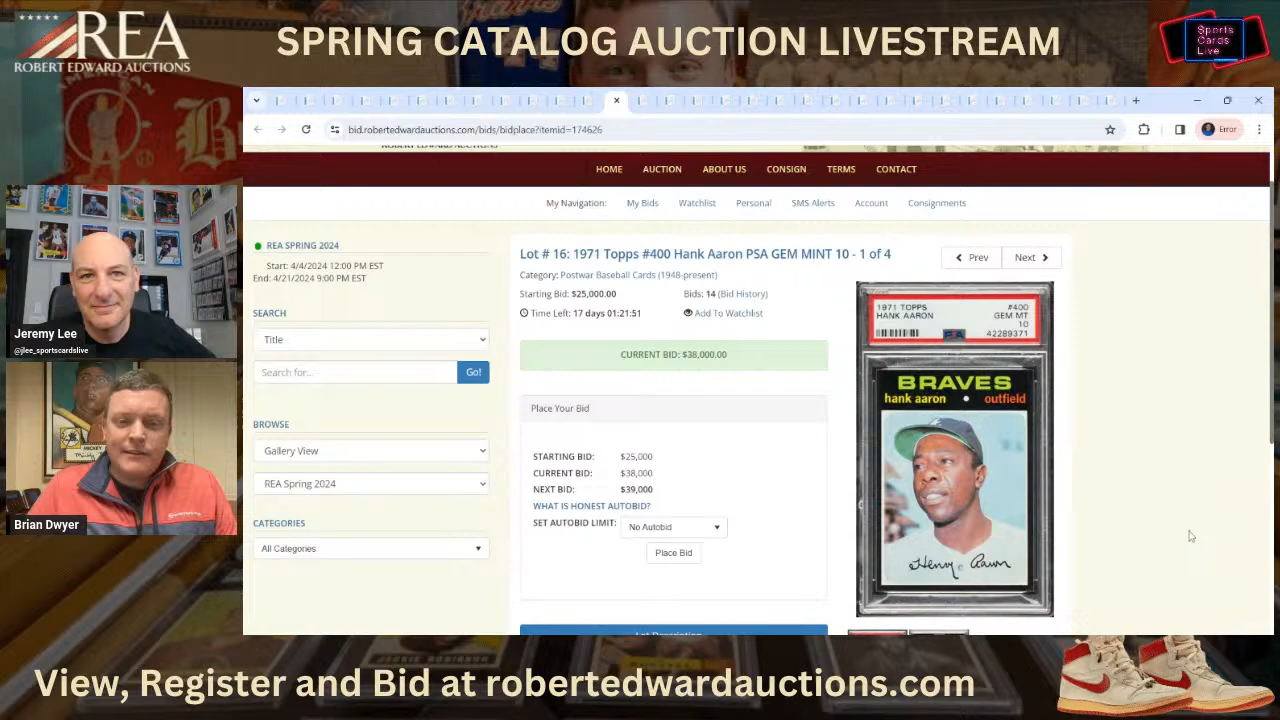 REA
ROBERT EDWARD AUCTIONS
SPRING CATALOG AUCTION LIVESTREAM
Sports
Cards
Live
bid.robertedwardauctions.com/bids/bidplace?itemid=174626
Error
HOME AUCTION ABOUT US CONSIGN TERMS CONTACT
My Navigation: My Bids Watchlist Personal SMS Alerts Account Consignments
REA SPRING 2024
Start: 4/4/2024 12:00 PM EST
End: 4/21/2024 9:00 PM EST
SEARCH
Title
Search for...
Go!
BROWSE
Gallery View
REA Spring 2024
CATEGORIES
All Categories
Lot # 16: 1971 Topps #400 Hank Aaron PSA GEM MINT 10 - 1 of 4
Prev Next
Category: Postwar Baseball Cards (1948-present)
Starting Bid: $25,000.00 Bids: 14 (Bid History)
Time Left: 17 days 01:21:51 Add To Watchlist
CURRENT BID: $38,000.00
Place Your Bid
STARTING BID: $25,000
CURRENT BID: $38,000
NEXT BID: $39,000
WHAT IS HONEST AUTOBID?
SET AUTOBID LIMIT: No Autobid
Place Bid
Lot Description
1971 TOPPS #400
HANK AARON GEM MT
10
42289371
PSA
BRAVES
hank aaron • outfield
Henry Aaron
Jeremy Lee
@jlee_sportscardslive
Brian Dwyer
View, Register and Bid at robertedwardauctions.com